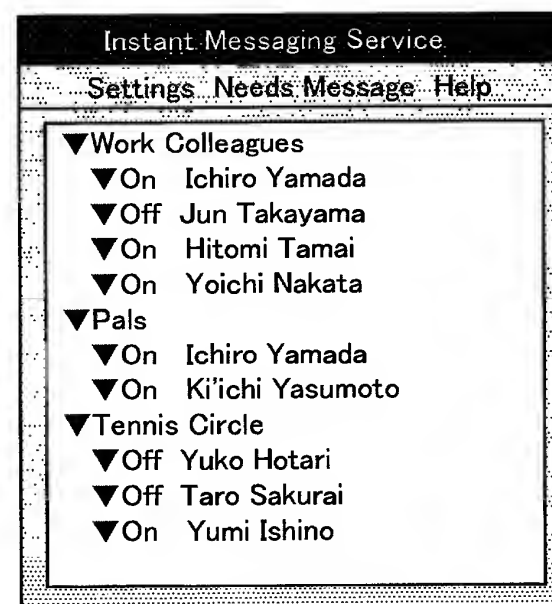 Instant Messaging Service
Settings Needs Message Help
▼Work Colleagues
▼On Ichiro Yamada
▼Off Jun Takayama
▼On Hitomi Tamai
▼On Yoichi Nakata
▼Pals
▼On Ichiro Yamada
▼On Ki'ichi Yasumoto
▼Tennis Circle
▼Off Yuko Hotari
▼Off Taro Sakurai
▼On Yumi Ishino